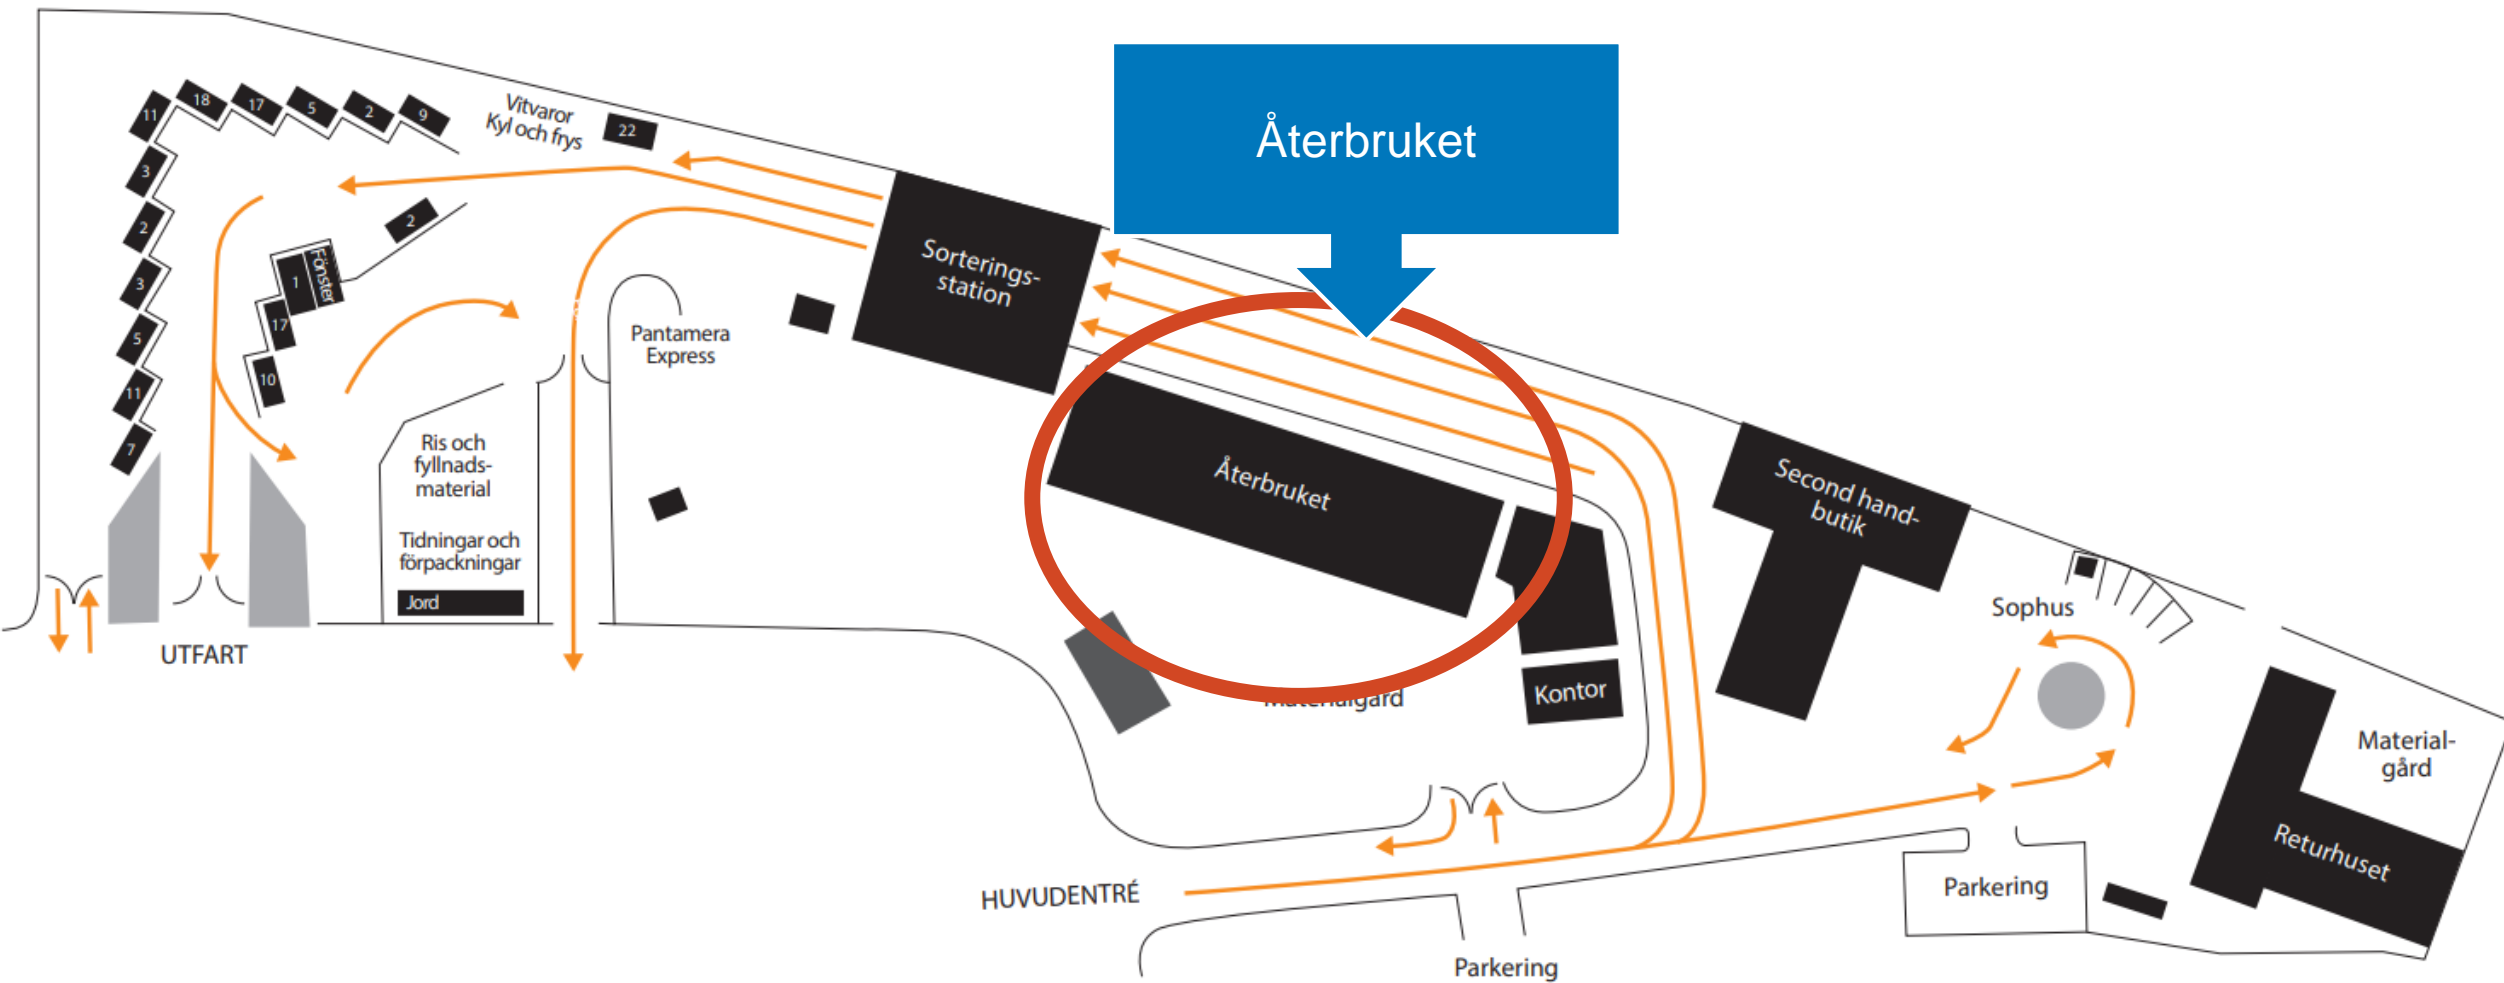 Återbruket
11
18
17
5
2
9
Vitvaror
Kyl och frys
22
3
2
3
5
11
7
2
1
Fönster
17
10
Sorterings-
station
Pantamera
Express
Ris och
fyllnads-
material
Tidningar och
förpackningar
Jord
UTFART
Återbruket
Second hand-
butik
Sophus
Kontor
Materialgård
Material-
gård
Returhuset
HUVUDENTRÉ
Parkering
Parkering